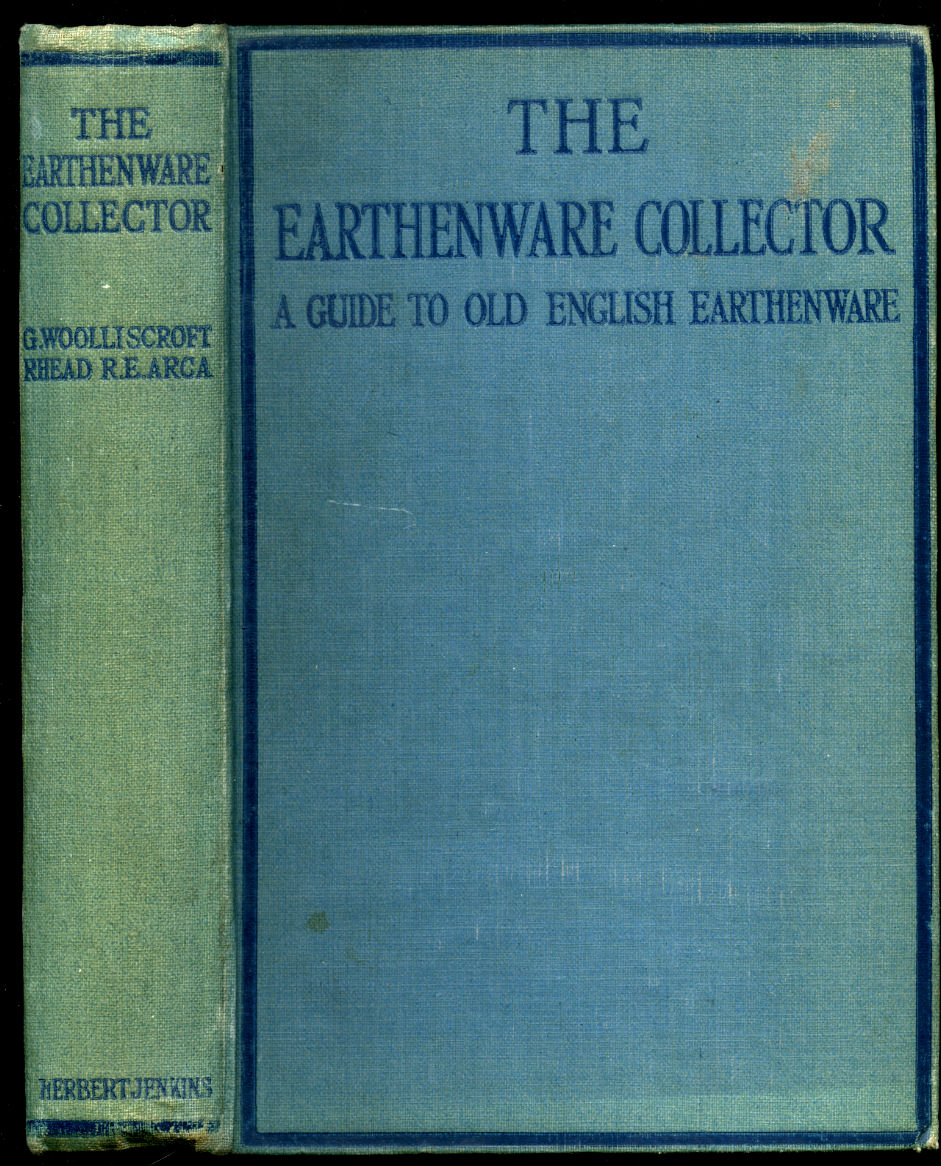 THE
EARTHENWARE
COLLECTOR
G. WOOLLISCROFT
RHEAD R.E. ARCA
HERBERT JENKINS
THE
EARTHENWARE COLLECTOR
A GUIDE TO OLD ENGLISH EARTHENWARE